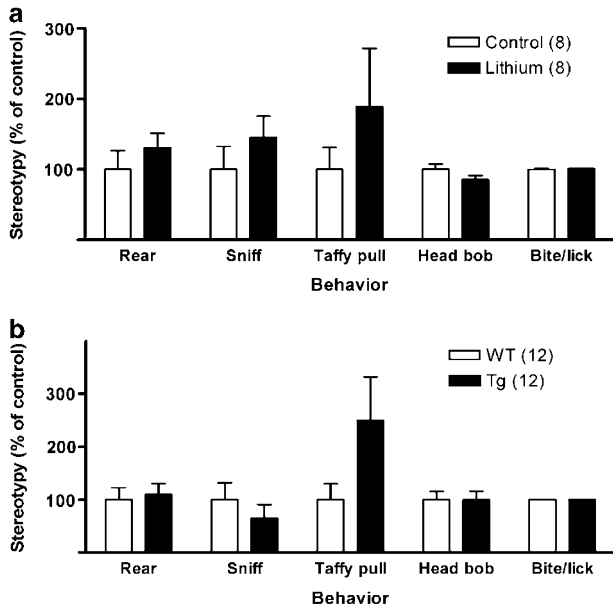 a
Stereotypy (% of control)
300
200
100
Control (8)
Lithium (8)
Rear Sniff Taffy pull Head bob Bite/lick
Behavior
b
Stereotypy (% of control)
300
200
100
WT (12)
Tg (12)
Rear Sniff Taffy pull Head bob Bite/lick
Behavior